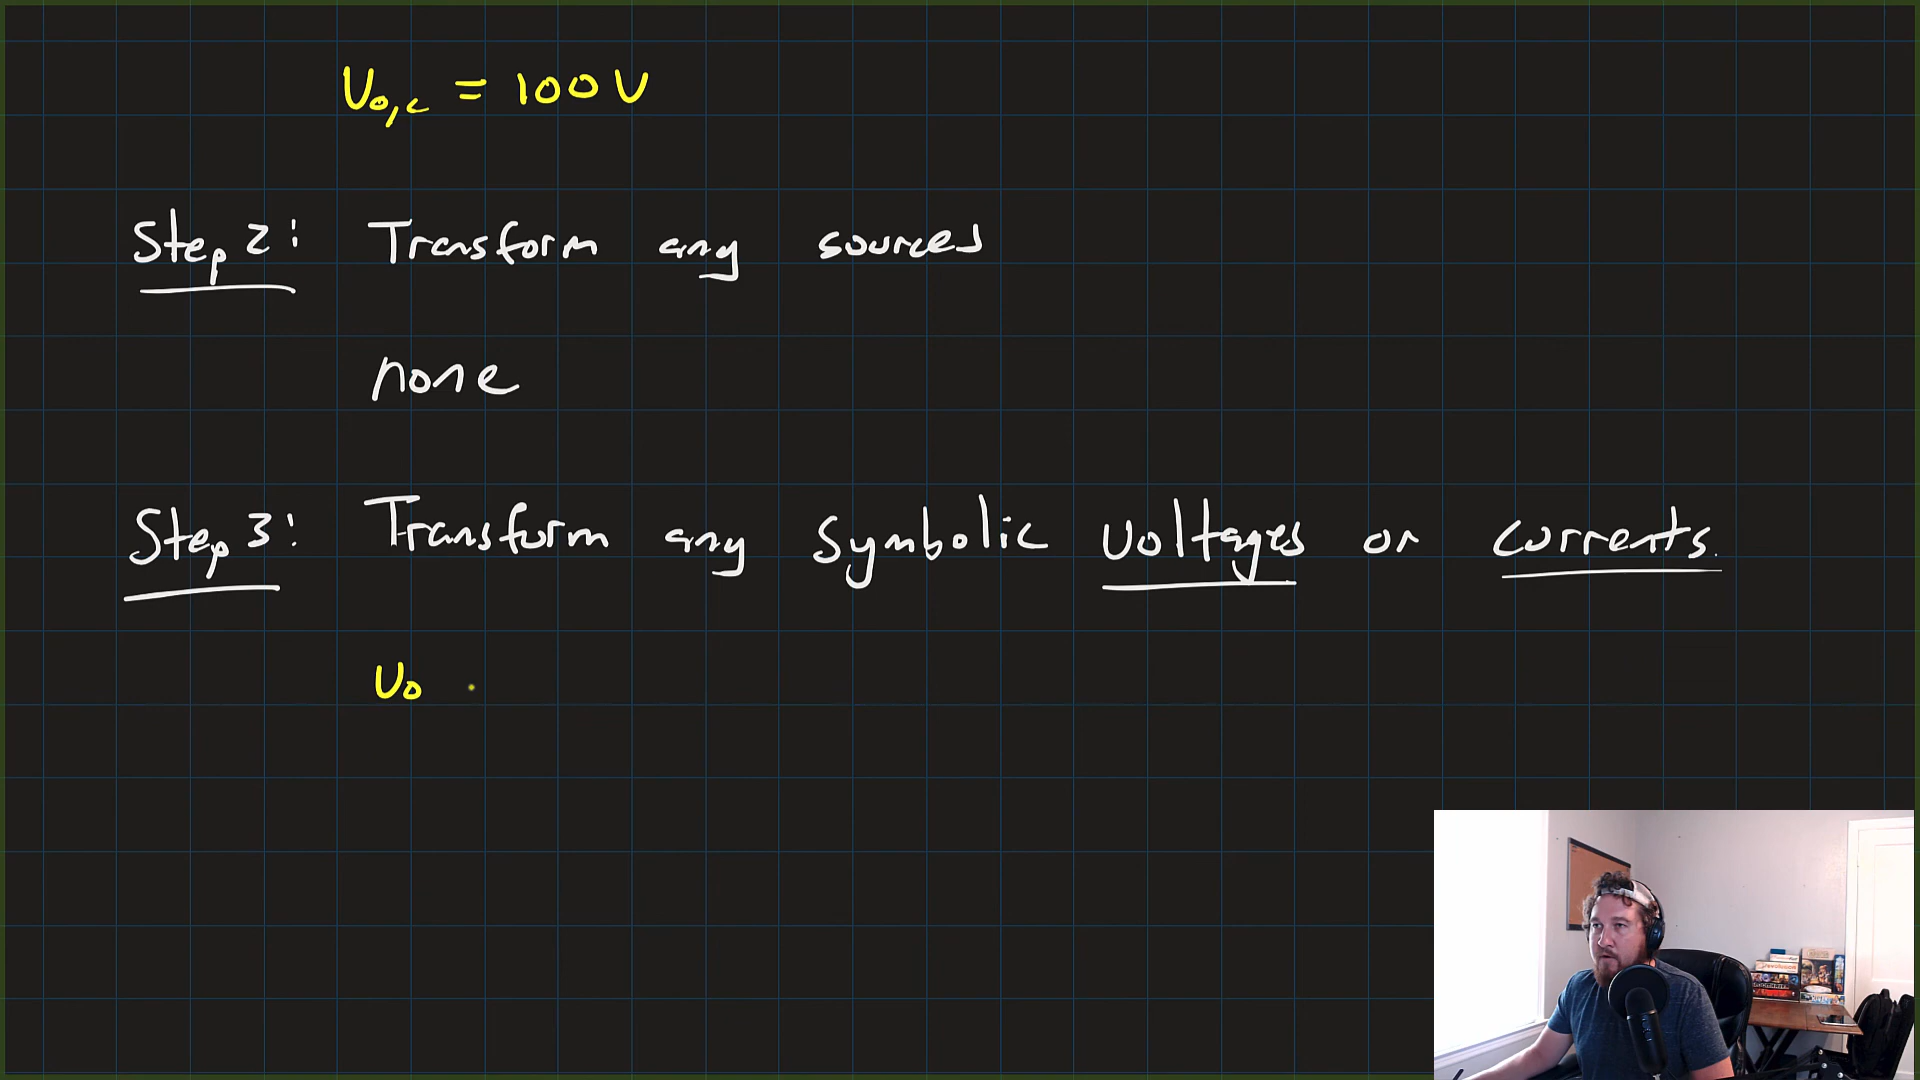 V₀,c = 100 V
Step 2: Transform any sources
none
Step 3: Transform any symbolic voltages or currents.
V₀